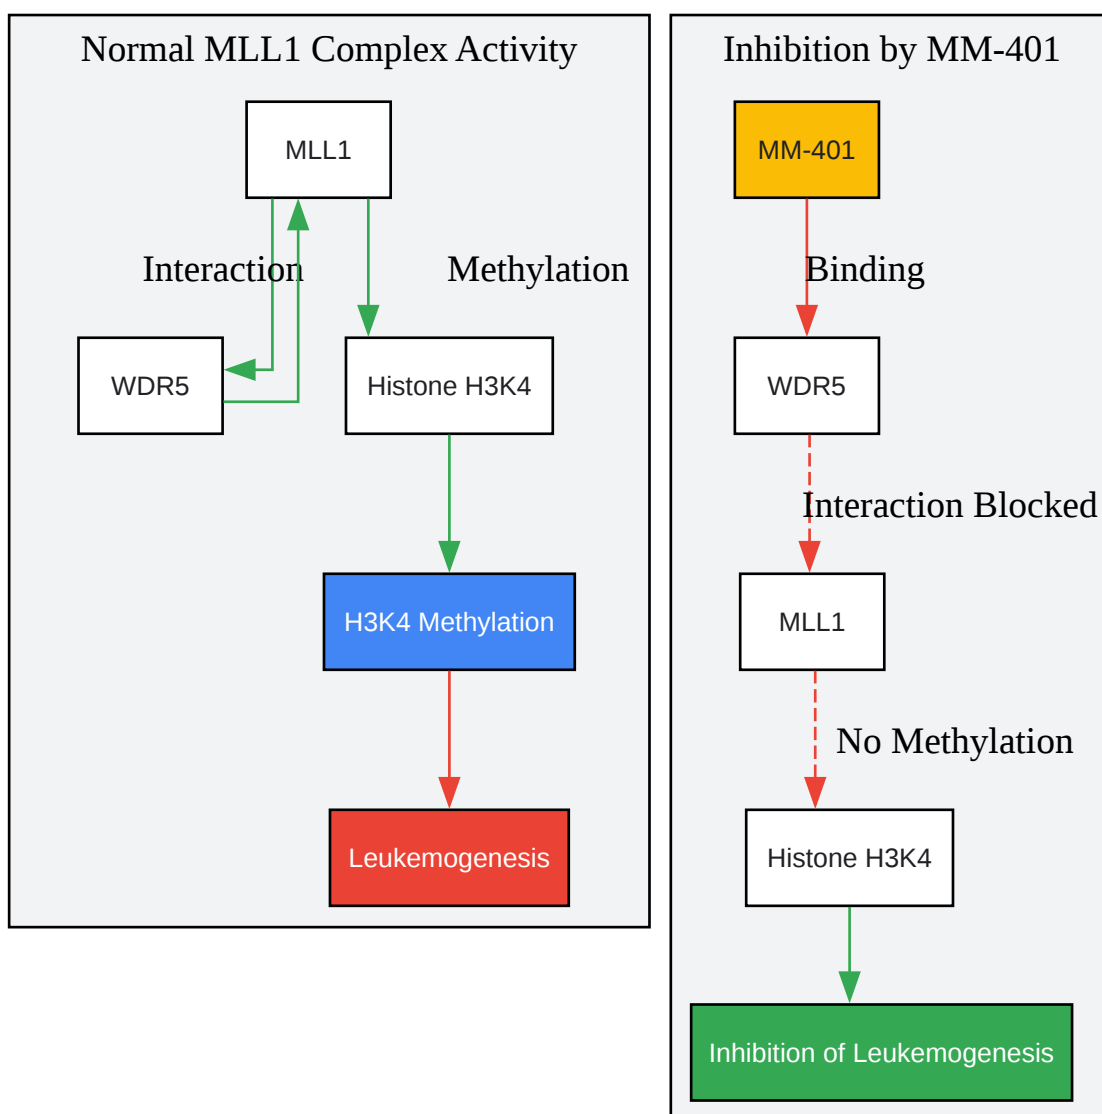 Normal MLL1 Complex Activity
MLL1
Interaction
Methylation
WDR5
Histone H3K4
H3K4 Methylation
Leukemogenesis
Inhibition by MM-401
MM-401
Binding
WDR5
Interaction Blocked
MLL1
No Methylation
Histone H3K4
Inhibition of Leukemogenesis